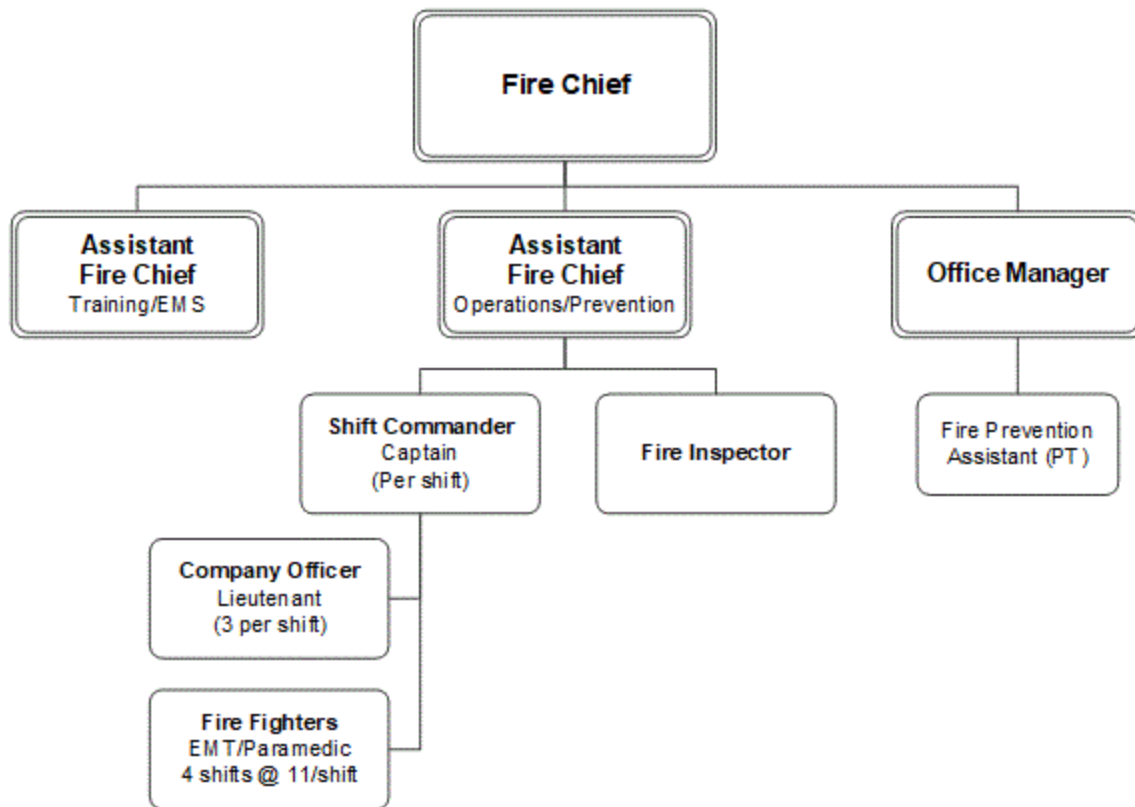 Fire Chief
Assistant
Fire Chief
Training/EMS
Assistant
Fire Chief
Operations/Prevention
Office Manager
Shift Commander
Captain
(Per shift)
Fire Inspector
Fire Prevention
Assistant (PT)
Company Officer
Lieutenant
(3 per shift)
Fire Fighters
EMT/Paramedic
4 shifts @ 11/shift